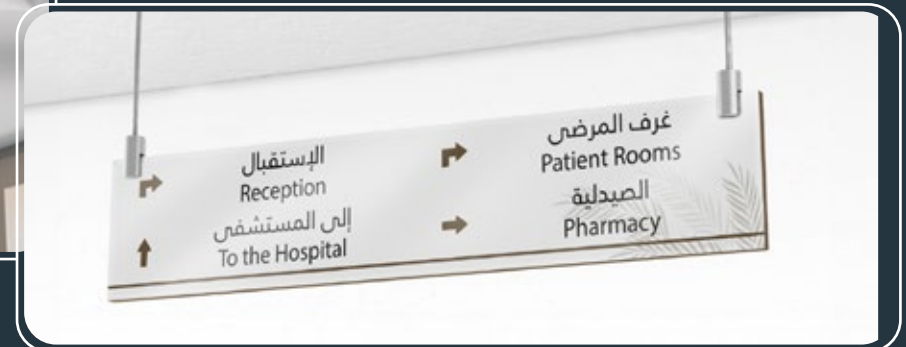 الإستقبال
Reception
إلى المستشفى
To the Hospital
غرف المرضى
Patient Rooms
الصيدلية
Pharmacy